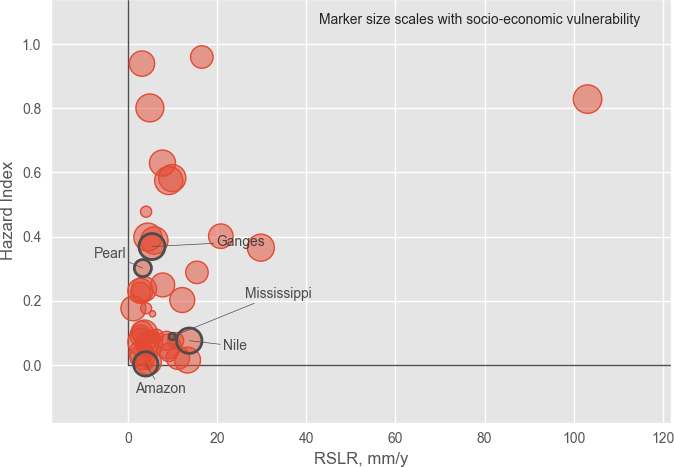 Marker size scales with socio-economic vulnerability
1.0
0.8
0.6
0.4
0.2
0.0
Hazard Index
Ganges
Pearl
Mississippi
Nile
Amazon
0 20 40 60 80 100 120
RSLR, mm/y